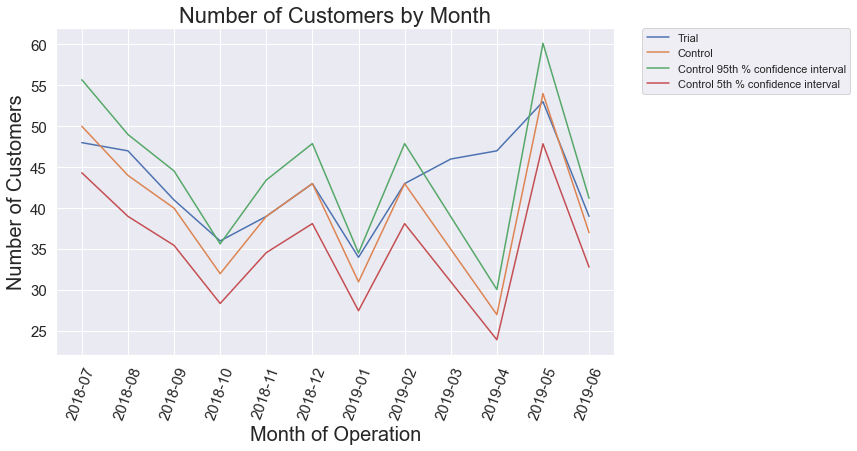 Number of Customers by Month
Trial
Control
Control 95th % confidence interval
Control 5th % confidence interval
Number of Customers
60
55
50
45
40
35
30
25
2018-07
2018-08
2018-09
2018-10
2018-11
2018-12
2019-01
2019-02
2019-03
2019-04
2019-05
2019-06
Month of Operation